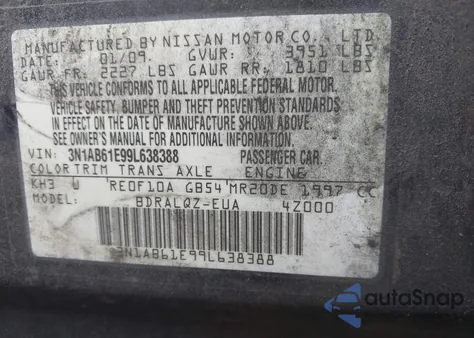 MANUFACTURED BY NISSAN MOTOR CO., LTD.
DATE: 01/09. GVWR: 3951 LBS
GAWR FR: 2227 LBS GAWR RR: 1810 LBS
THIS VEHICLE CONFORMS TO ALL APPLICABLE FEDERAL MOTOR
VEHICLE SAFETY, BUMPER AND THEFT PREVENTION STANDARDS
IN EFFECT ON THE DATE OF MANUFACTURE SHOWN ABOVE.
SEE OWNER'S MANUAL FOR ADDITIONAL INFORMATION.
VIN: 3N1AB61E99L638388 PASSENGER CAR.
COLOR TRIM TRANS AXLE ENGINE
KH3 U RE0F10A GB54 MR20DE 1997 CC
BDRALQZ-EUA 4Z000
3N1AB61E99L638388
autoSnap